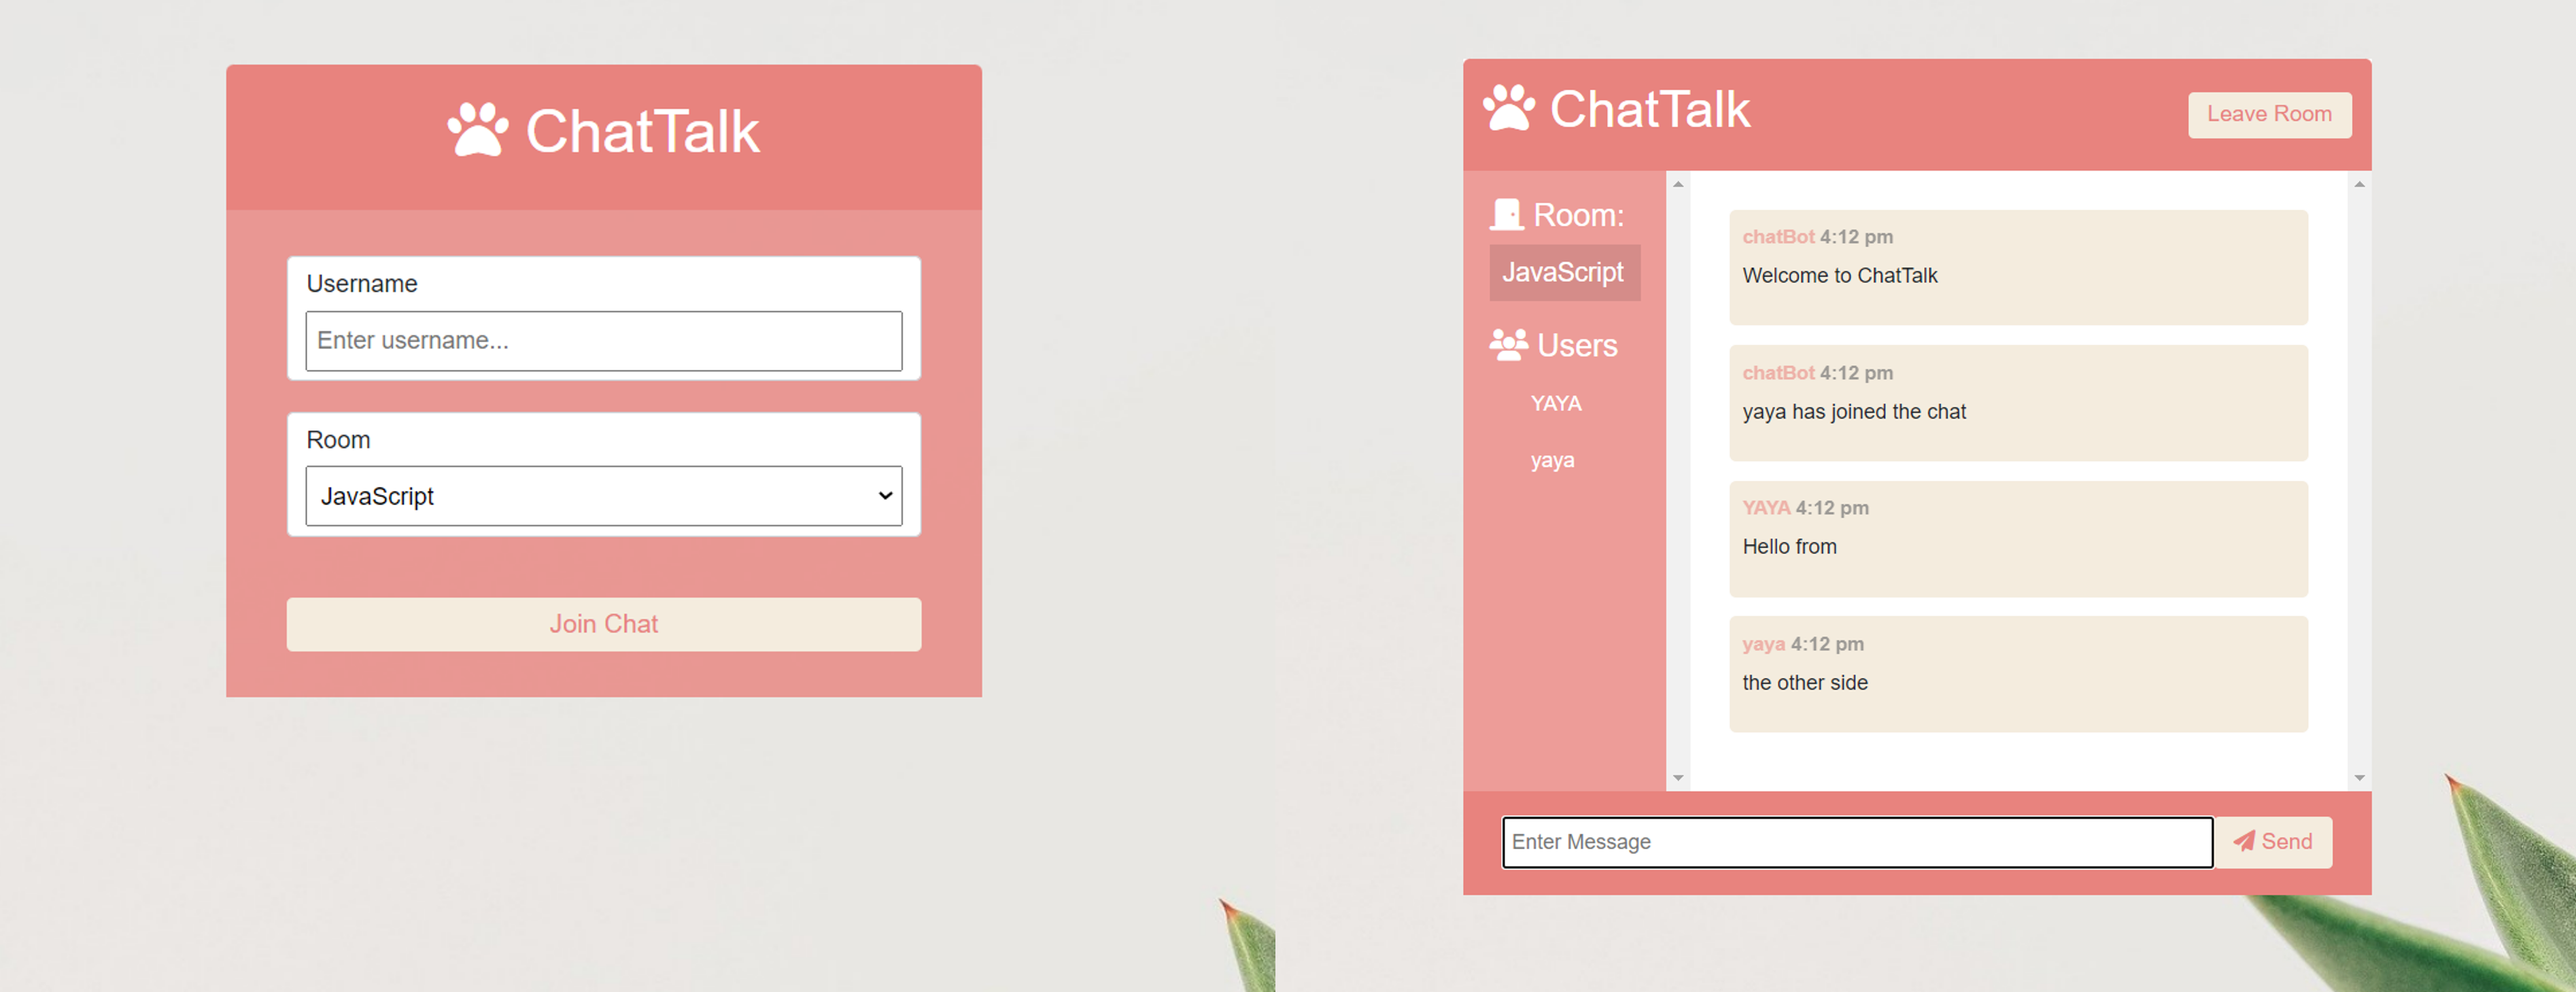 ChatTalk
Username
Enter username...
Room
JavaScript
Join Chat
ChatTalk
Leave Room
Room:
JavaScript
Users
YAYA
yaya
chatBot 4:12 pm
Welcome to ChatTalk
chatBot 4:12 pm
yaya has joined the chat
YAYA 4:12 pm
Hello from
yaya 4:12 pm
the other side
Enter Message
Send